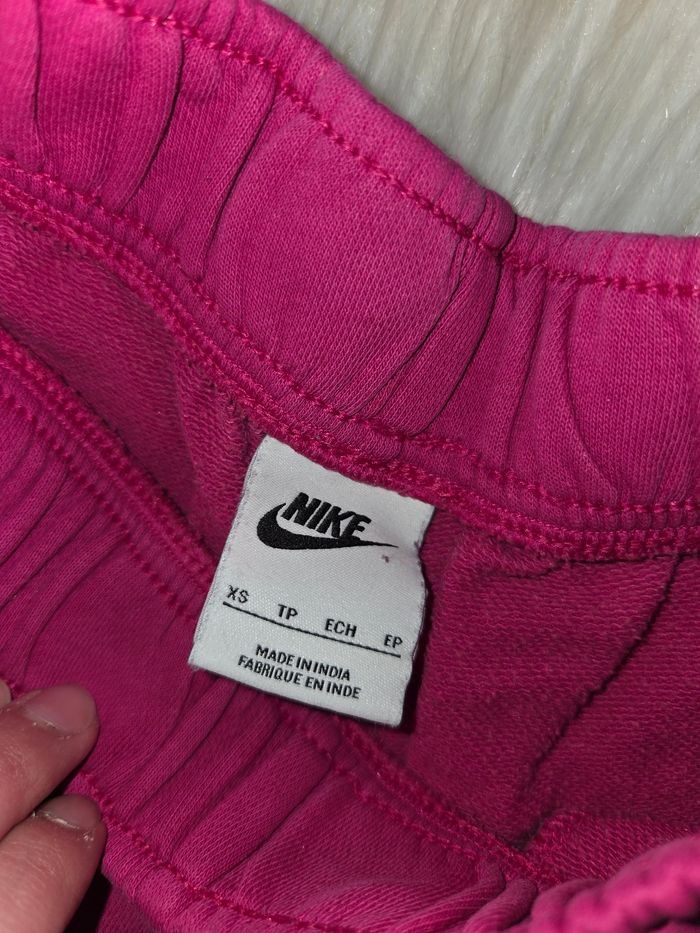 NIKE
XS TP ECH EP
MADE IN INDIA
FABRIQUE EN INDE